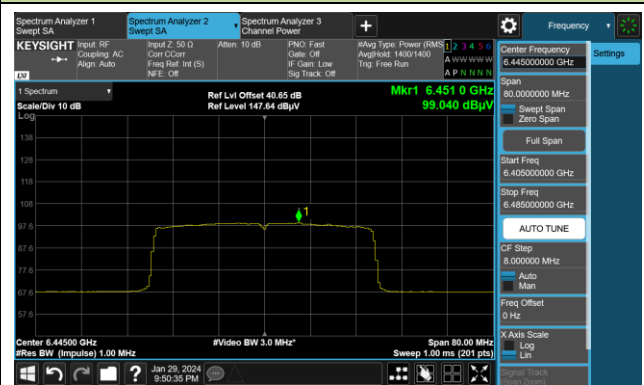 Spectrum Analyzer 1
Swept SA
Spectrum Analyzer 2
Swept SA
Spectrum Analyzer 3
Channel Power
Frequency
KEYSIGHT
Input: RF
Coupling: AC
Align: Auto
Input Z: 50 Ω
Corr CCorr
Freq Ref: Int (S)
NFE: Off
Atten: 10 dB
PNO: Fast
Gate: Off
IF Gain: Low
Sig Track: Off
#Avg Type: Power (RMS
Avg|Hold: 1400/1400
Trig: Free Run
1 2 3 4 5 6
A W W W W W
A P N N N N
LXI
1 Spectrum
Scale/Div 10 dB
Log
Ref Lvl Offset 40.65 dB
Ref Level 147.64 dBµV
Mkr1 6.451 0 GHz
99.040 dBµV
138
128
118
108
97.6
87.6
77.6
67.6
57.6
1
Center 6.44500 GHz
#Res BW (Impulse) 1.00 MHz
#Video BW 3.0 MHz*
Span 80.00 MHz
Sweep 1.00 ms (201 pts)
Jan 29, 2024
9:50:35 PM
Center Frequency
6.445000000 GHz
Settings
Span
80.0000000 MHz
Swept Span
Zero Span
Full Span
Start Freq
6.405000000 GHz
Stop Freq
6.485000000 GHz
AUTO TUNE
CF Step
8.000000 MHz
Auto
Man
Freq Offset
0 Hz
X Axis Scale
Log
Lin
Signal Track
(Span Zoom)